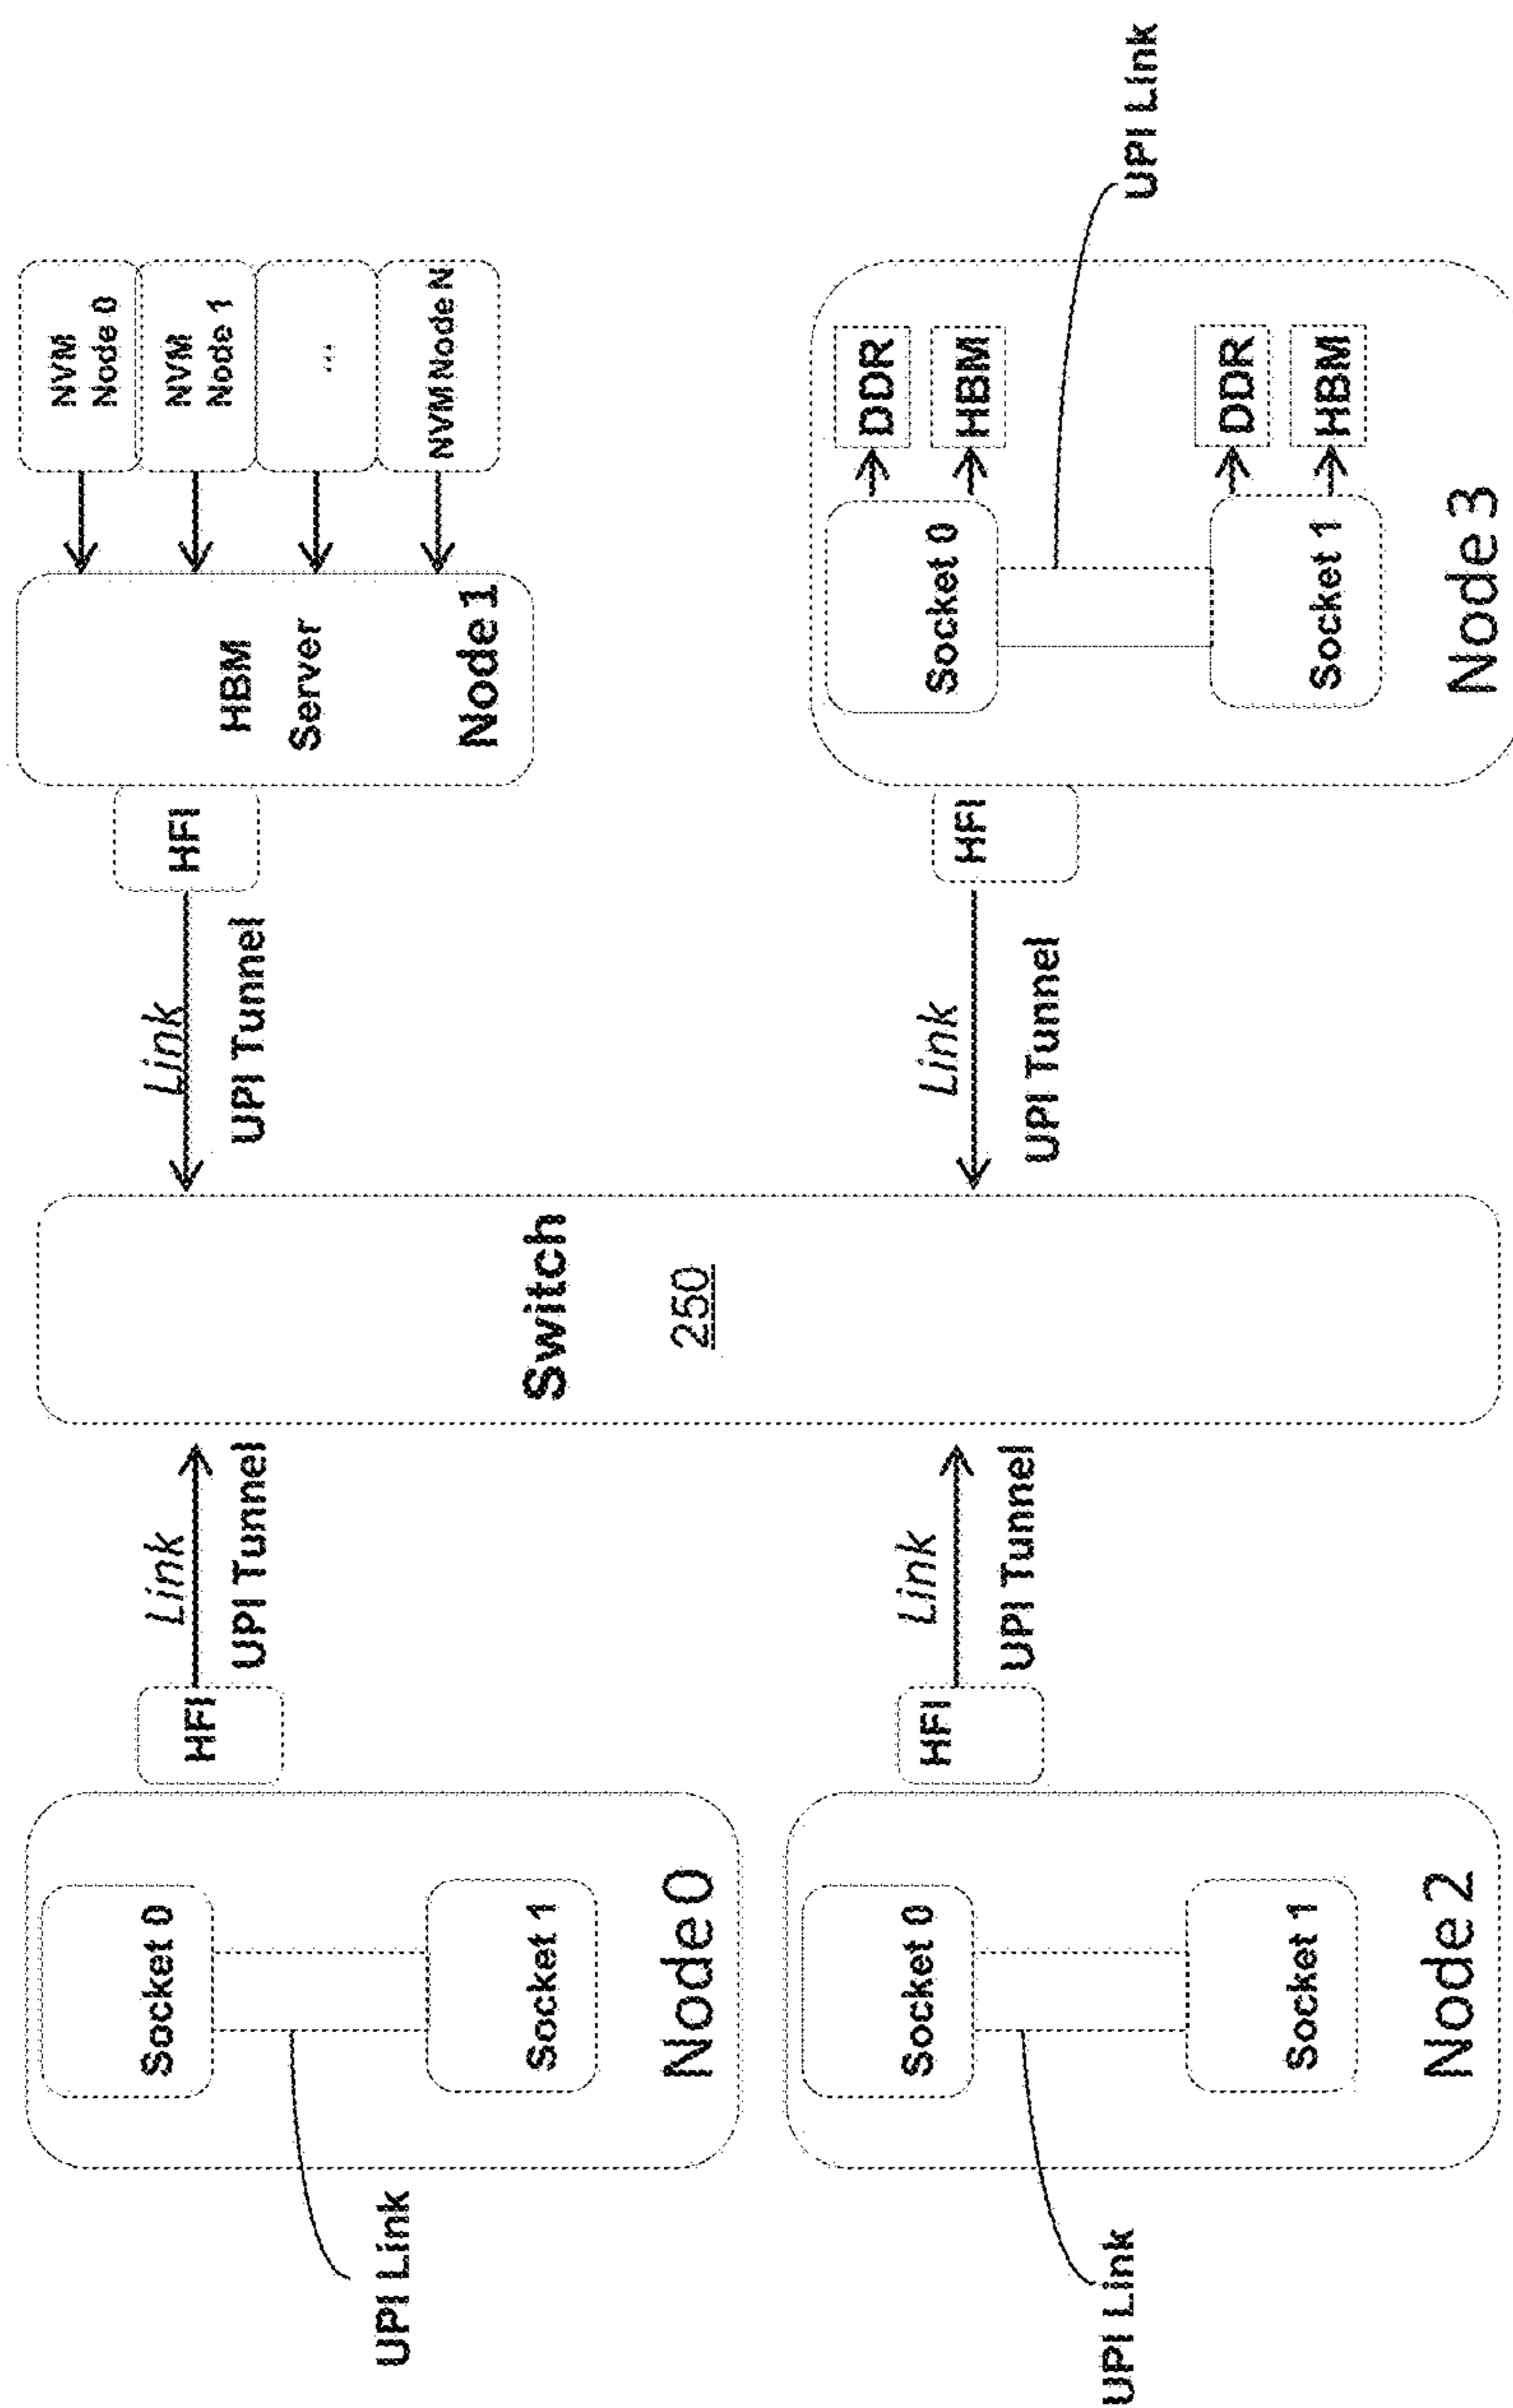 UPI Link
Socket 0
Socket 1
Node 0
HFI
Link
UPI Tunnel
UPI Link
Socket 0
Socket 1
Node 2
HFI
Link
UPI Tunnel
Switch
250
Link
UPI Tunnel
HFI
HBM
Server
Node 1
NVM
Node 0
NVM
Node 1
...
NVM Node N
Link
UPI Tunnel
HFI
Socket 0
DDR
HBM
Socket 1
DDR
HBM
Node 3
UPI Link